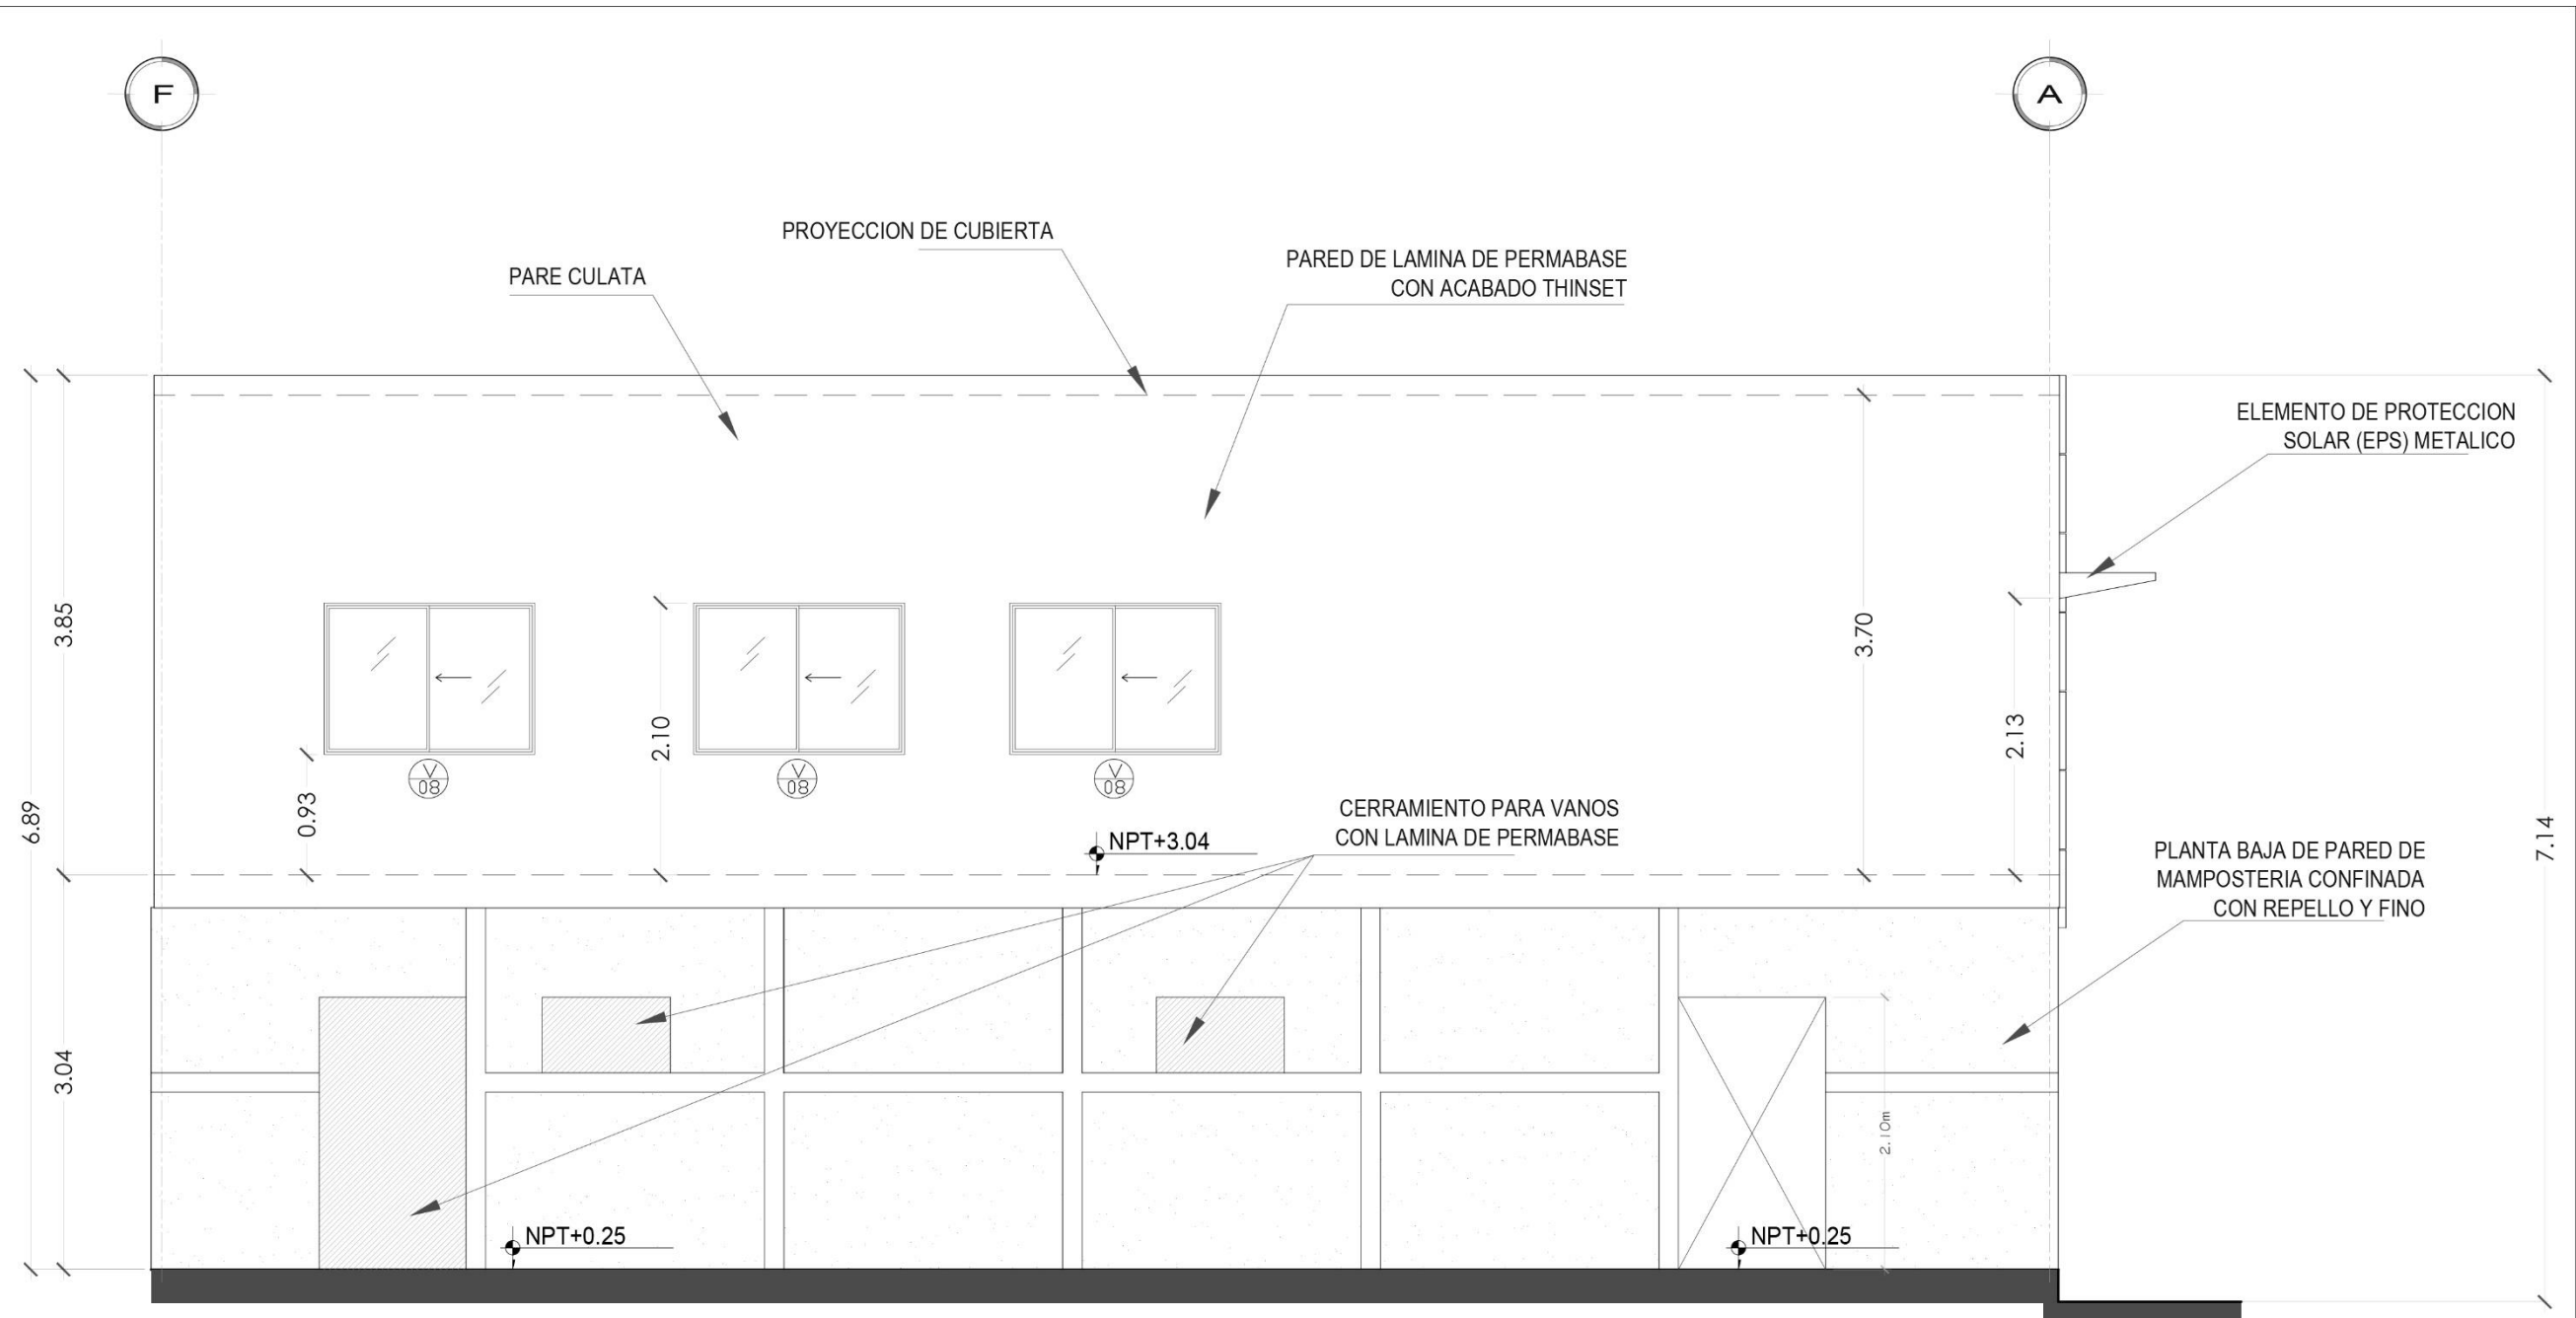 F
A
PROYECCION DE CUBIERTA
PARE CULATA
PARED DE LAMINA DE PERMABASE
CON ACABADO THINSET
ELEMENTO DE PROTECCION
SOLAR (EPS) METALICO
3.85
3.70
2.10
2.13
0.93
6.89
V
08
V
08
V
08
CERRAMIENTO PARA VANOS
CON LAMINA DE PERMABASE
NPT+3.04
PLANTA BAJA DE PARED DE
MAMPOSTERIA CONFINADA
CON REPELLO Y FINO
7.14
3.04
2.10m
NPT+0.25
NPT+0.25